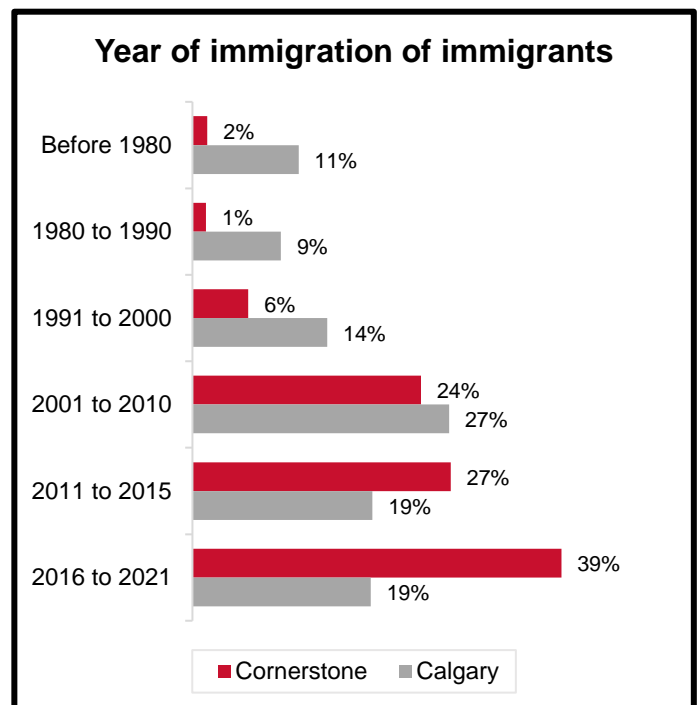 Year of immigration of immigrants
Before 1980
2%
11%
1980 to 1990
1%
9%
1991 to 2000
6%
14%
2001 to 2010
24%
27%
2011 to 2015
27%
19%
2016 to 2021
39%
19%
Cornerstone Calgary